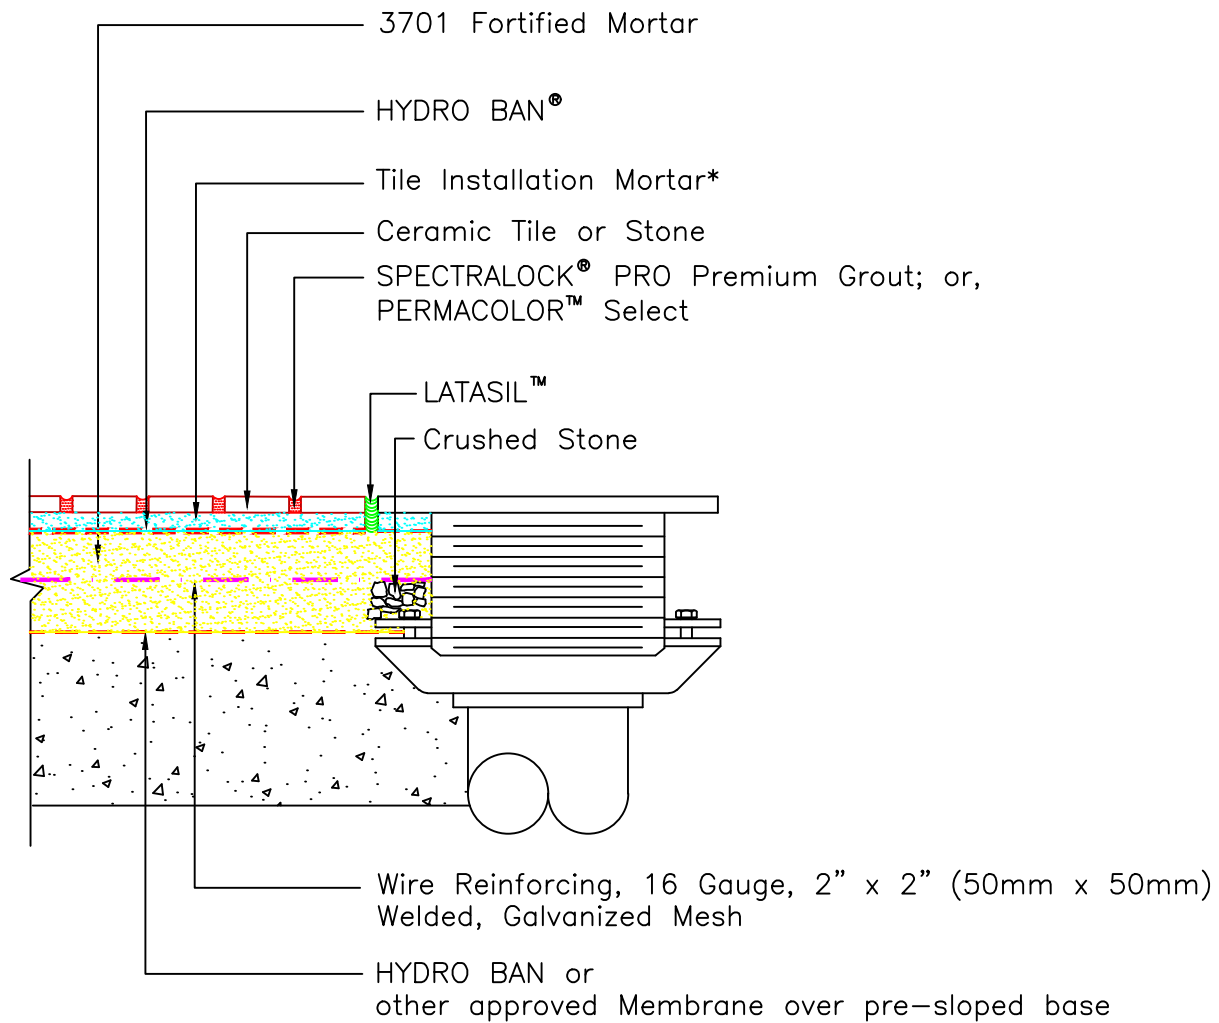 3701 Fortified Mortar
HYDRO BAN®
Tile Installation Mortar*
Ceramic Tile or Stone
SPECTRALOCK® PRO Premium Grout; or,
PERMACOLOR™ Select
LATASIL™
Crushed Stone
Wire Reinforcing, 16 Gauge, 2” x 2” (50mm x 50mm)
Welded, Galvanized Mesh
HYDRO BAN or
other approved Membrane over pre-sloped base